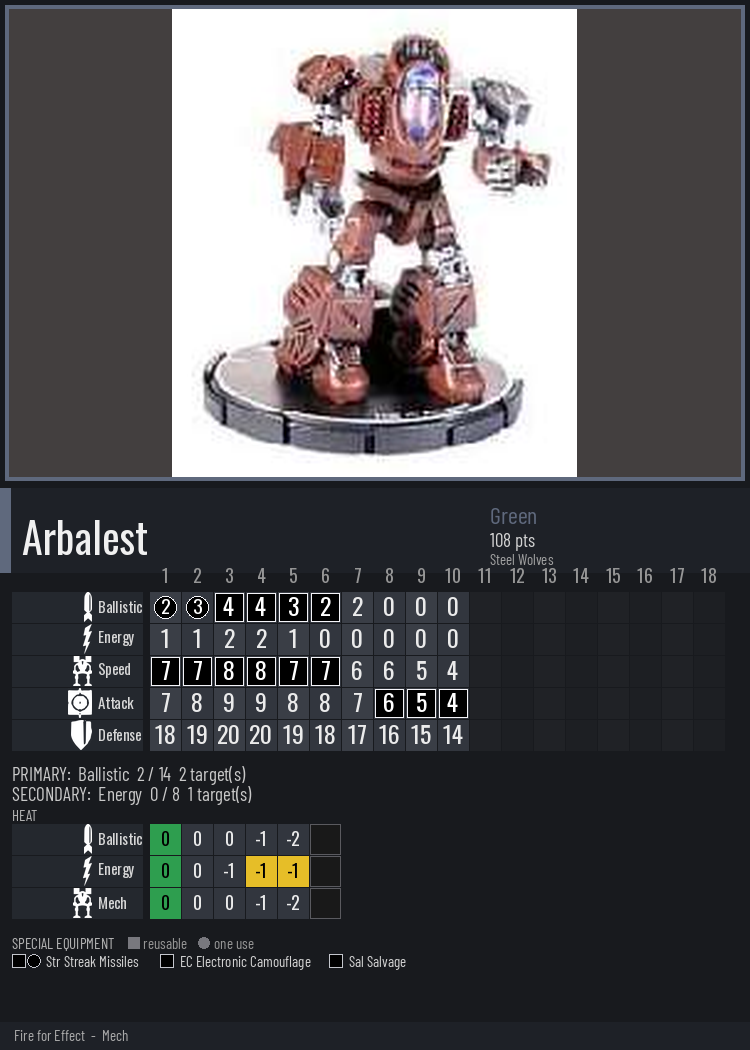 Arbalest
Green
108 pts
Steel Wolves
1 2 3 4 5 6 7 8 9 10 11 12 13 14 15 16 17 18
Ballistic 2 3 4 4 3 2 2 0 0 0
Energy 1 1 2 2 1 0 0 0 0 0
Speed 7 7 8 8 7 7 6 6 5 4
Attack 7 8 9 9 8 8 7 6 5 4
Defense 18 19 20 20 19 18 17 16 15 14
PRIMARY: Ballistic 2 / 14 2 target(s)
SECONDARY: Energy 0 / 8 1 target(s)
HEAT
Ballistic 0 0 0 -1 -2
Energy 0 0 -1 -1 -1
Mech 0 0 0 -1 -2
SPECIAL EQUIPMENT reusable one use
Str Streak Missiles EC Electronic Camouflage Sal Salvage
Fire for Effect - Mech